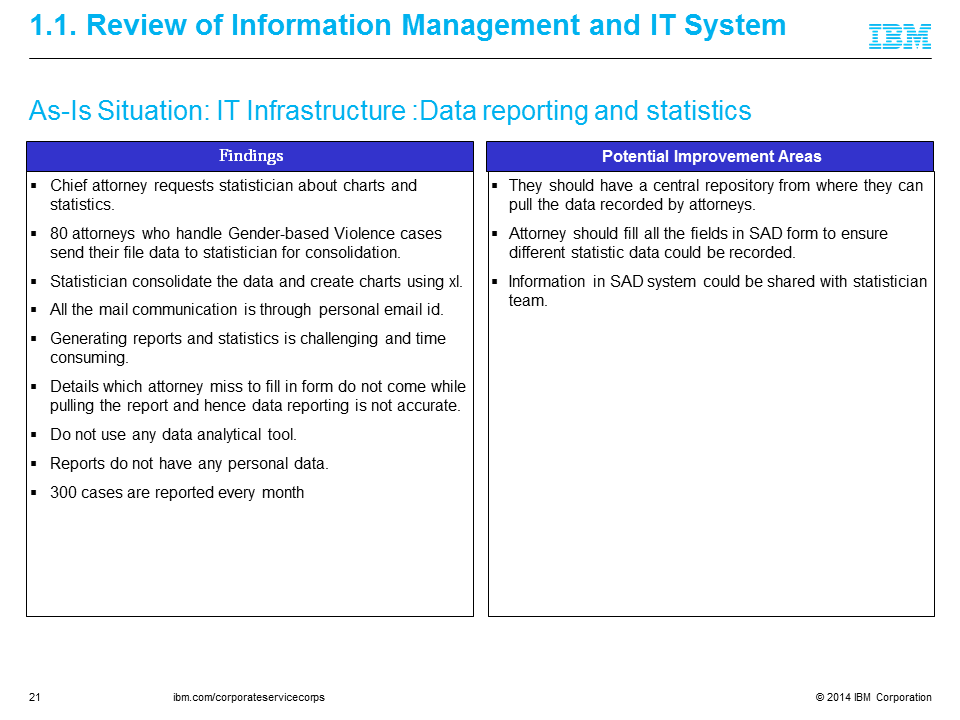 1.1. Review of Information Management and IT System
IBM
As-Is Situation: IT Infrastructure :Data reporting and statistics
Findings
▪ Chief attorney requests statistician about charts and
statistics.
▪ 80 attorneys who handle Gender-based Violence cases
send their file data to statistician for consolidation.
▪ Statistician consolidate the data and create charts using xl.
▪ All the mail communication is through personal email id.
▪ Generating reports and statistics is challenging and time
consuming.
▪ Details which attorney miss to fill in form do not come while
pulling the report and hence data reporting is not accurate.
▪ Do not use any data analytical tool.
▪ Reports do not have any personal data.
▪ 300 cases are reported every month
Potential Improvement Areas
▪ They should have a central repository from where they can
pull the data recorded by attorneys.
▪ Attorney should fill all the fields in SAD form to ensure
different statistic data could be recorded.
▪ Information in SAD system could be shared with statistician
team.
21
ibm.com/corporateservicecorps
© 2014 IBM Corporation